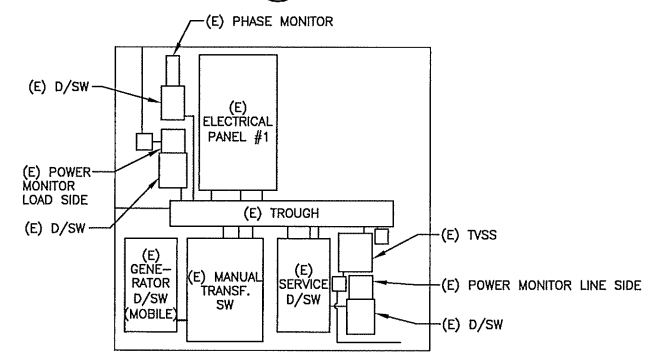 (E) PHASE MONITOR
(E) D/SW
(E)
ELECTRICAL
PANEL #1
(E) POWER
MONITOR
LOAD SIDE
(E) D/SW
(E) TROUGH
(E) TVSS
(E)
GENE-
RATOR
D/SW
(MOBILE)
(E) MANUAL
TRANSF.
SW
(E)
SERVICE
D/SW
(E) POWER MONITOR LINE SIDE
(E) D/SW